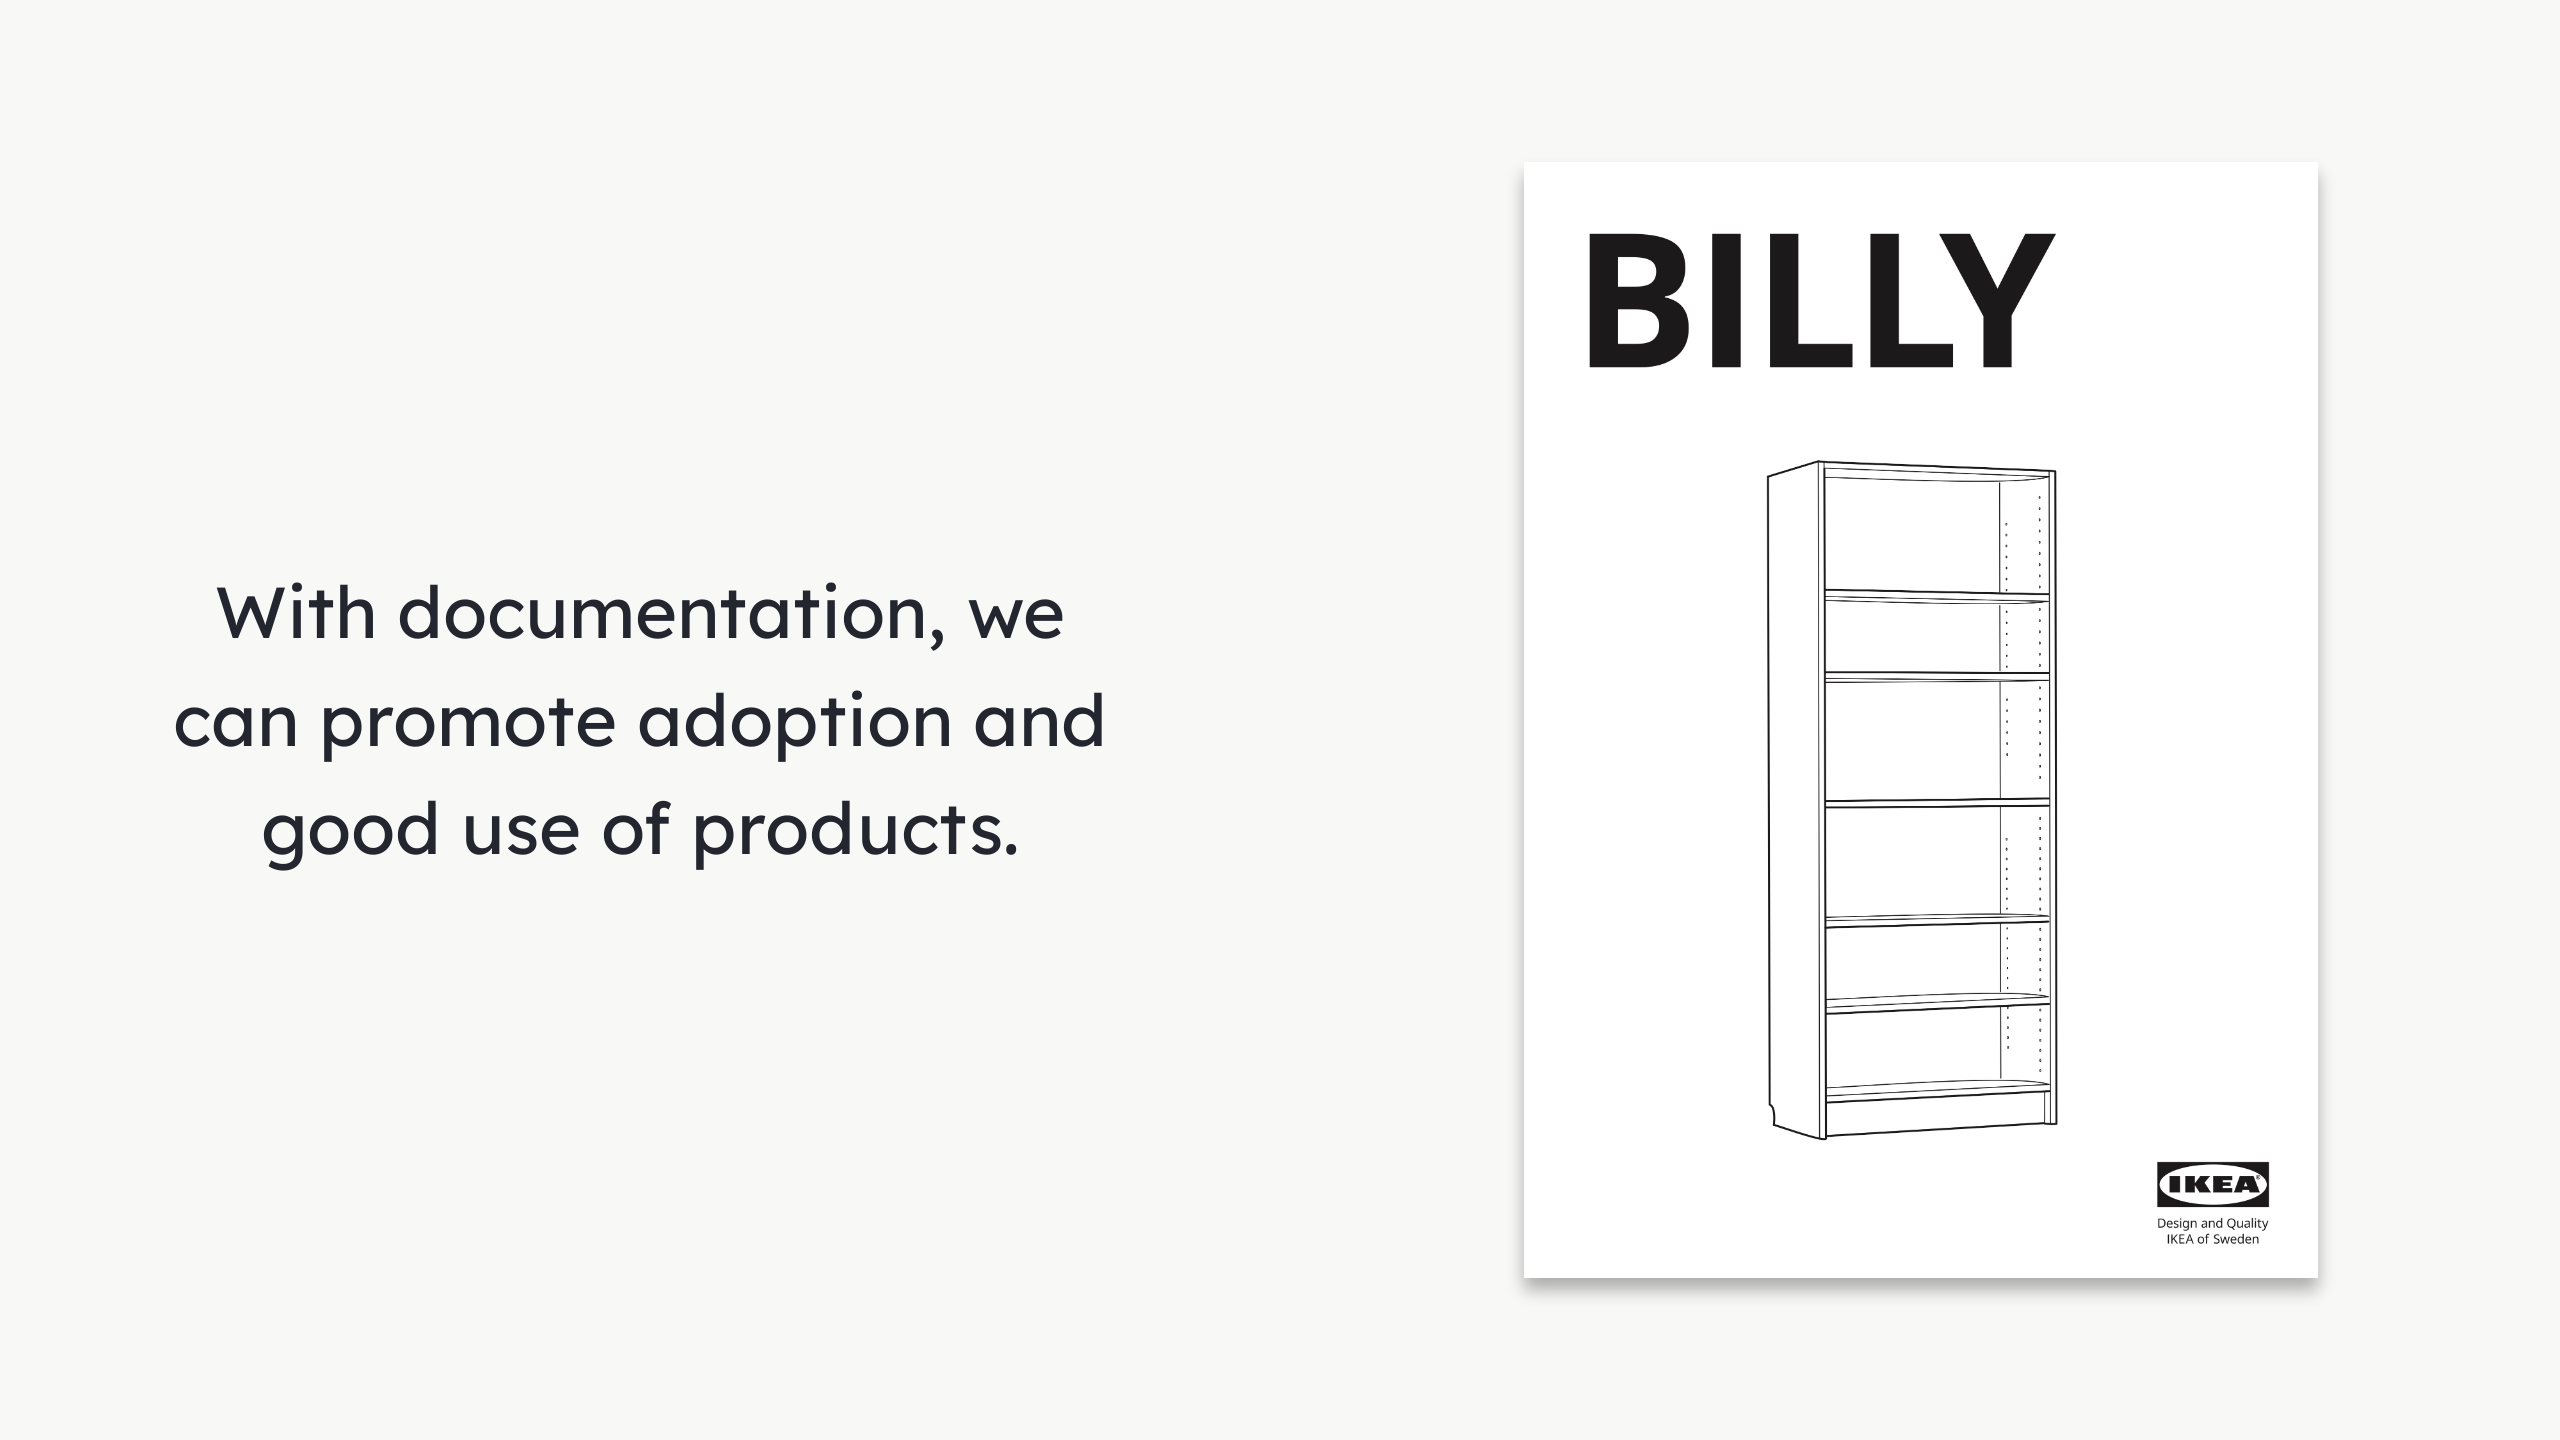 With documentation, we
can promote adoption and
good use of products.
BILLY
IKEA®
Design and Quality
IKEA of Sweden